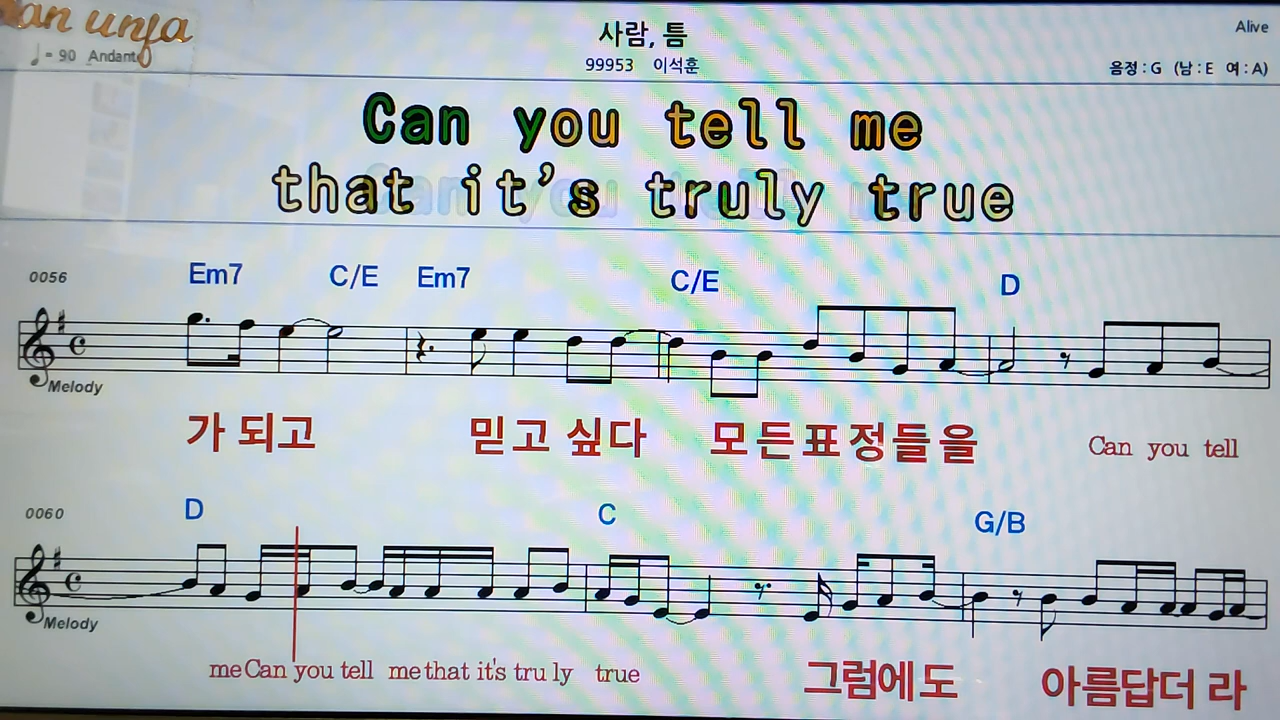 an unfa
♩ = 90 Andante
사람, 틈
99953 이석훈
Alive
음정 : G (남 : E 여 : A)
Can you tell me
that it's truly true
0056 Em7 C/E Em7 C/E D
Melody
가 되고 믿고 싶다 모든표정들을 Can you tell
0060 D C G/B
Melody
me Can you tell me that it's tru ly true 그럼에도 아름답더 라